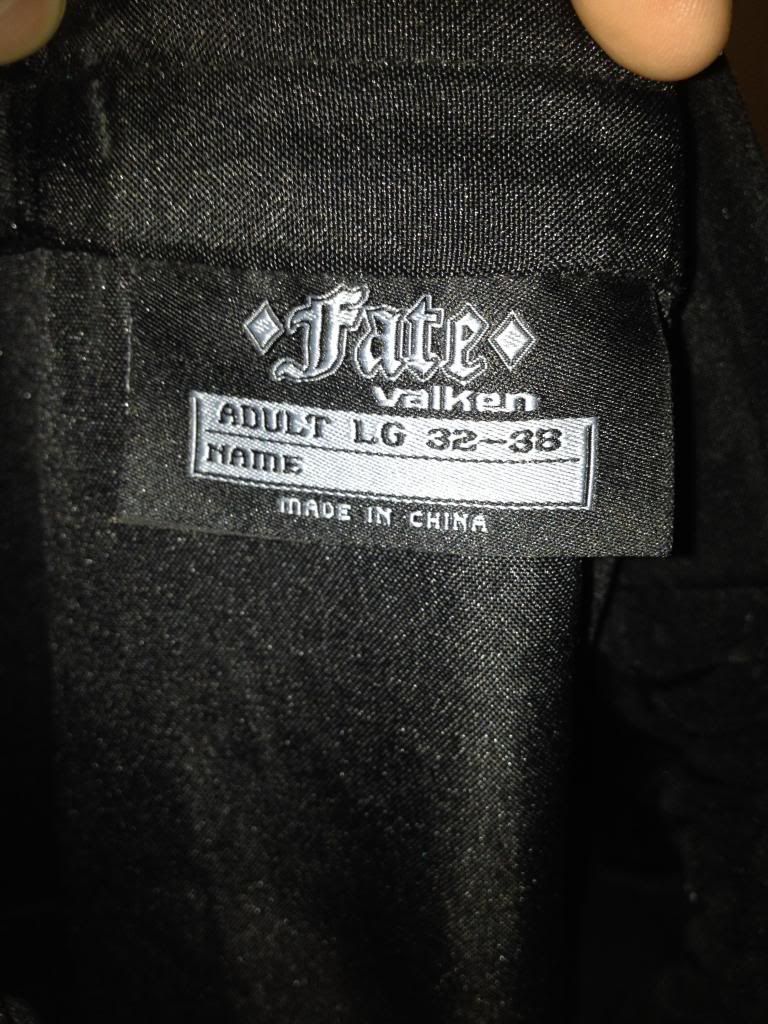 Fate
valken
ADULT LG 32-38
NAME
MADE IN CHINA